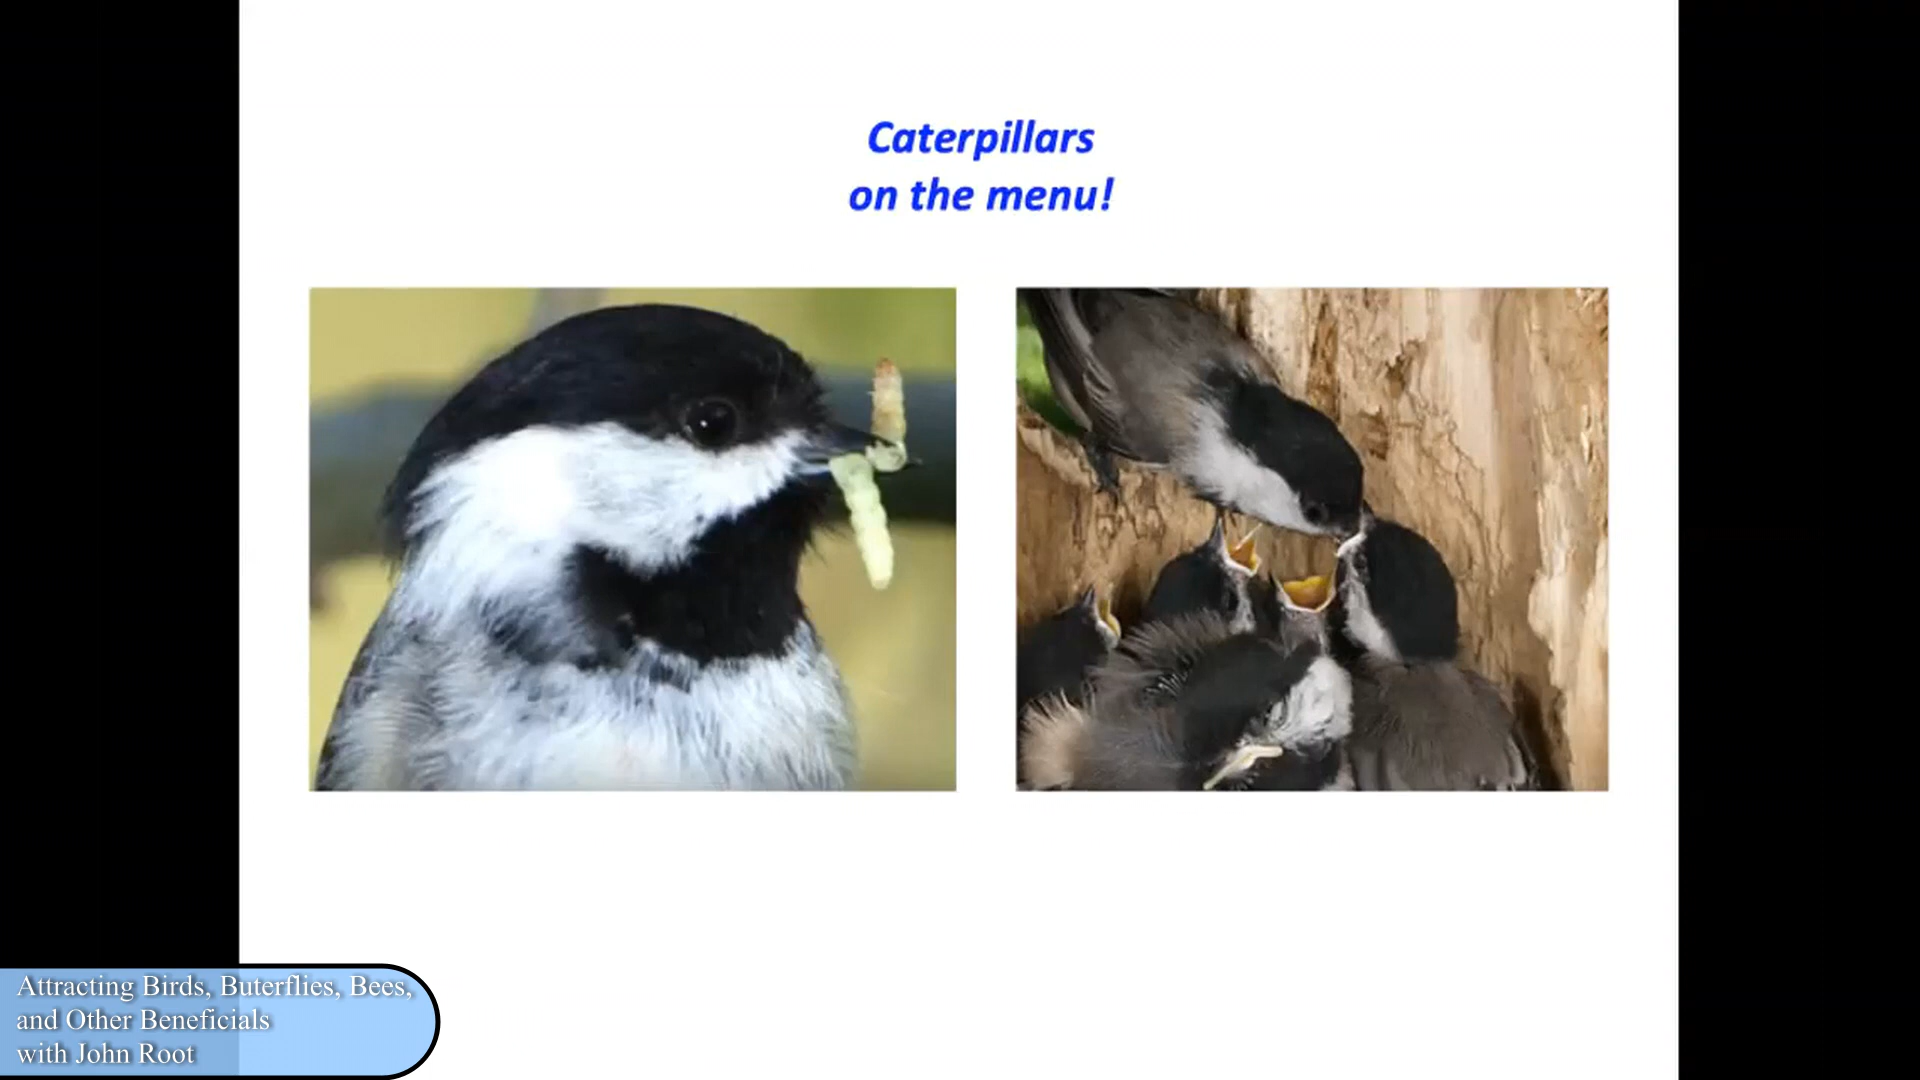 Caterpillars
on the menu!
Attracting Birds, Buterflies, Bees,
and Other Beneficials
with John Root